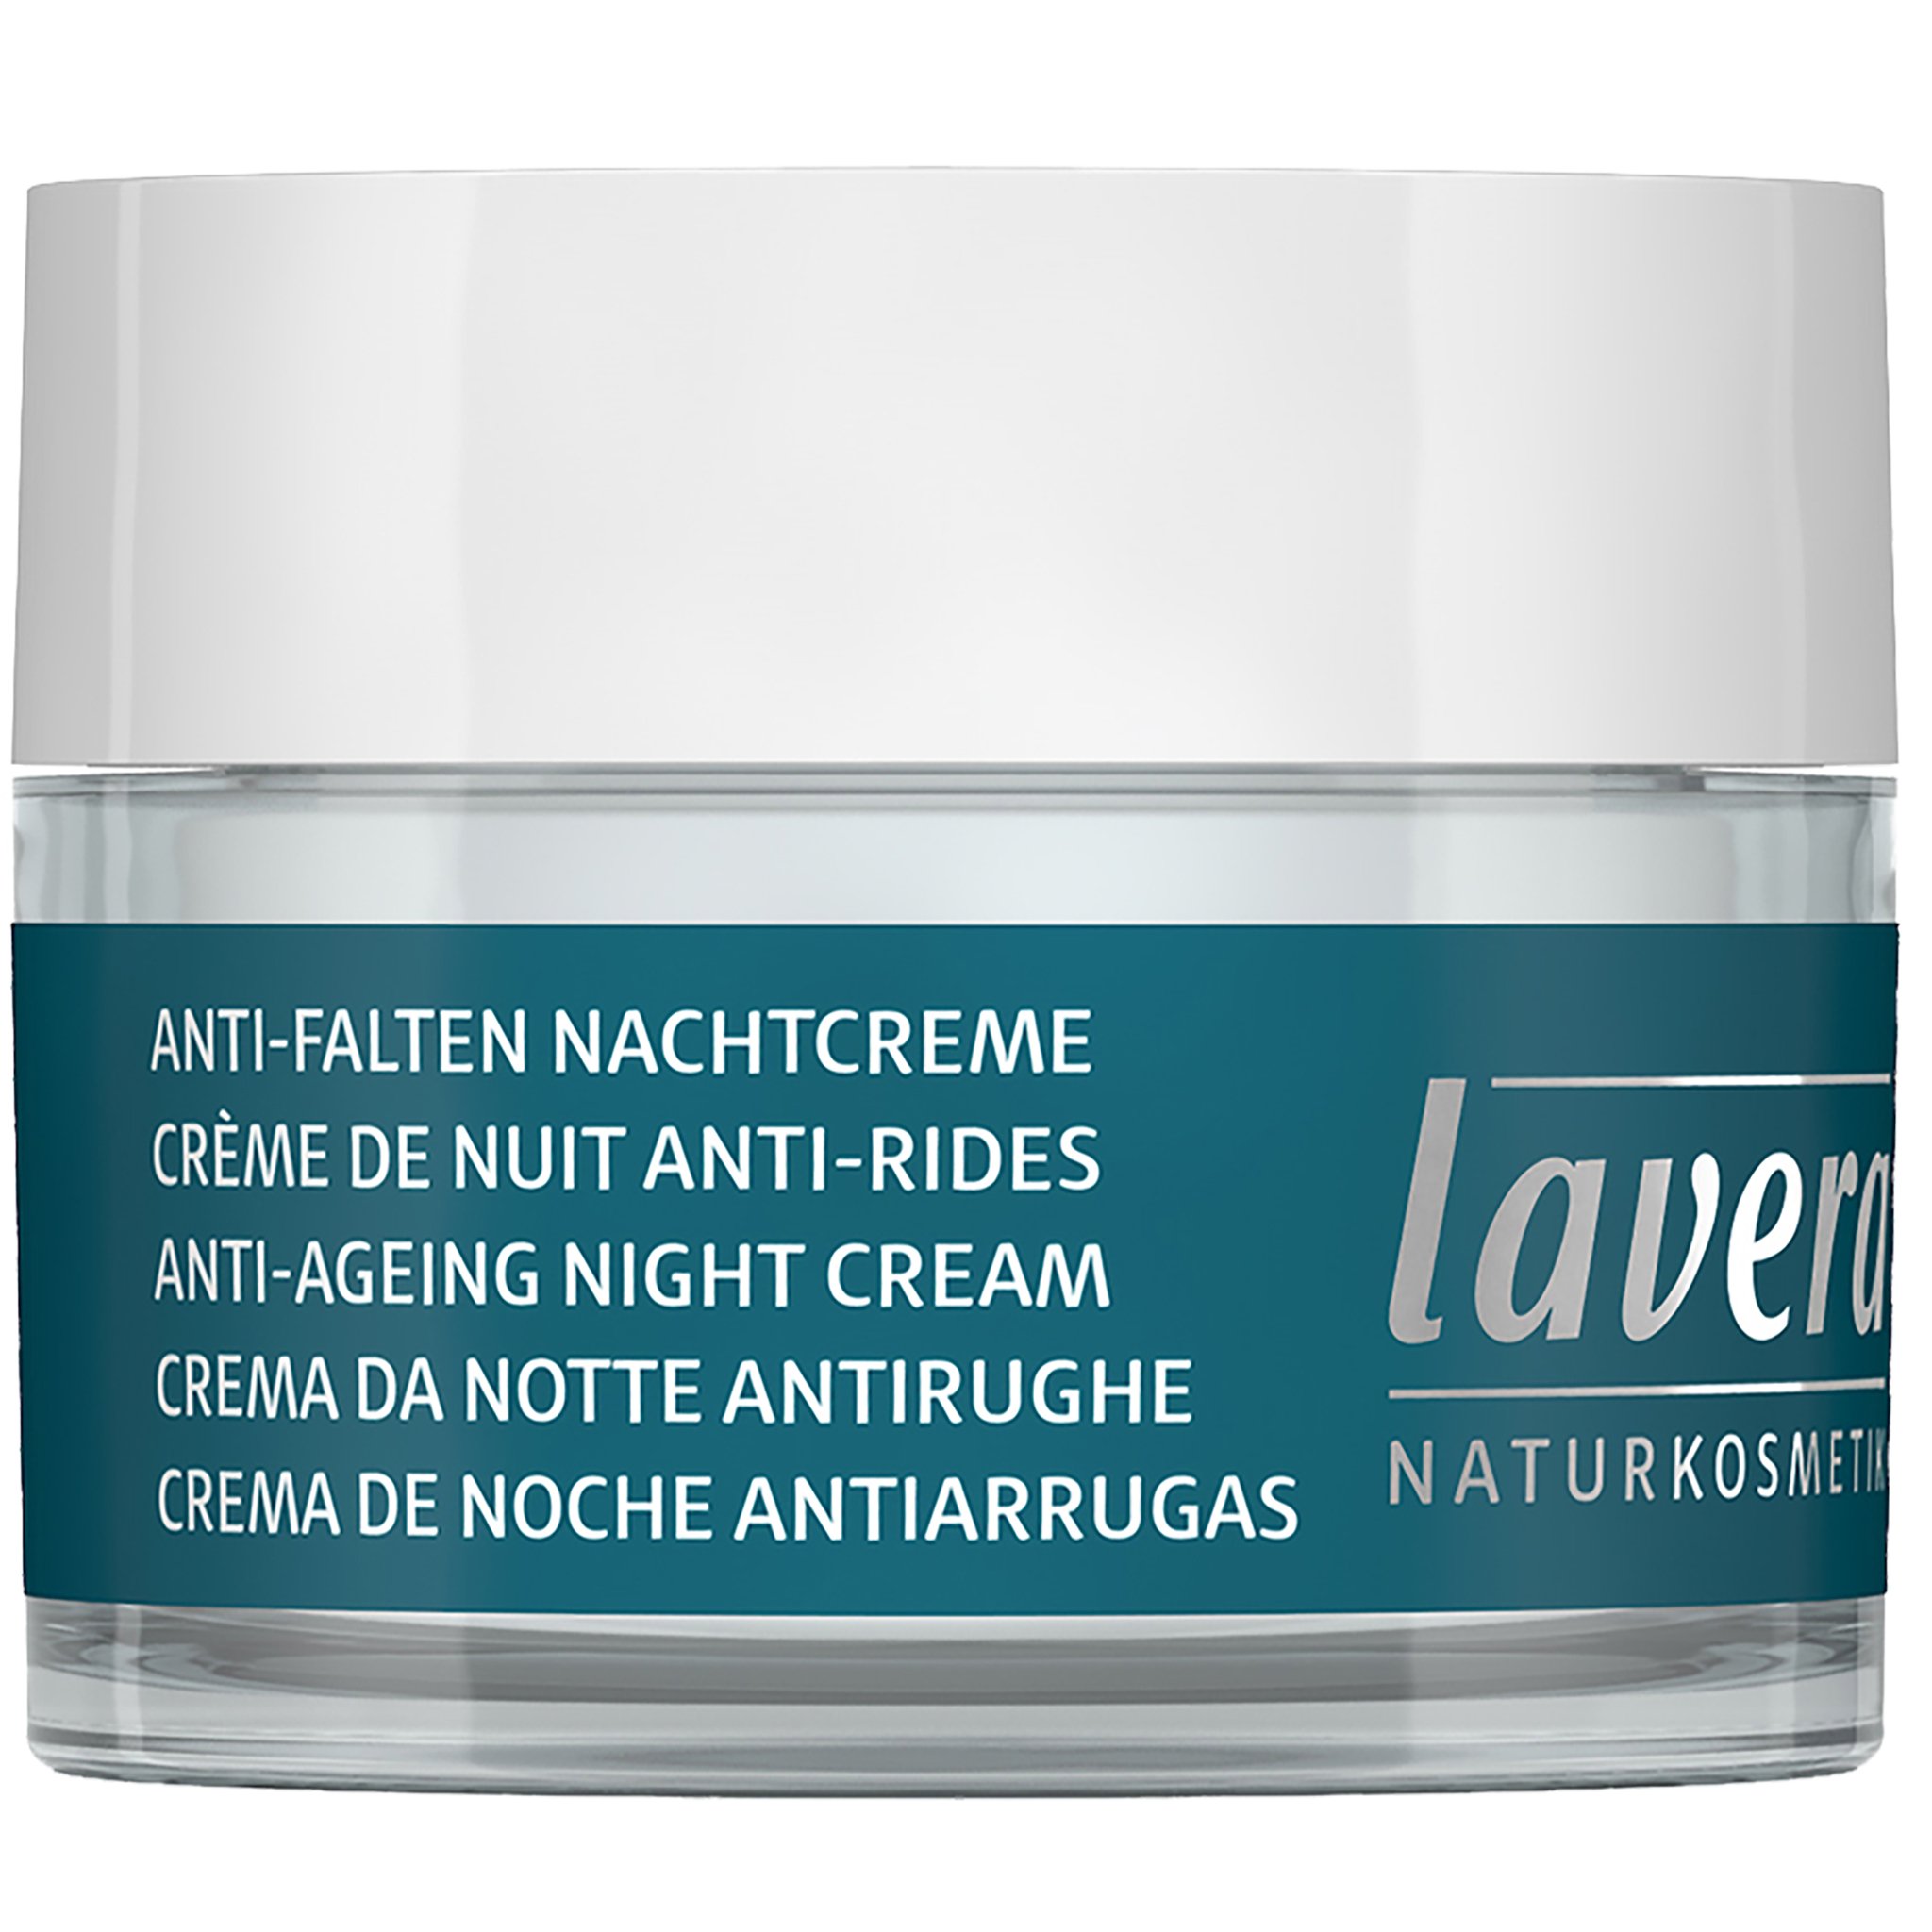 ANTI-FALTEN NACHTCREME
CRÈME DE NUIT ANTI-RIDES
ANTI-AGEING NIGHT CREAM
CREMA DA NOTTE ANTIRUGHE
CREMA DE NOCHE ANTIARRUGAS
lavera
NATURKOSMETIK